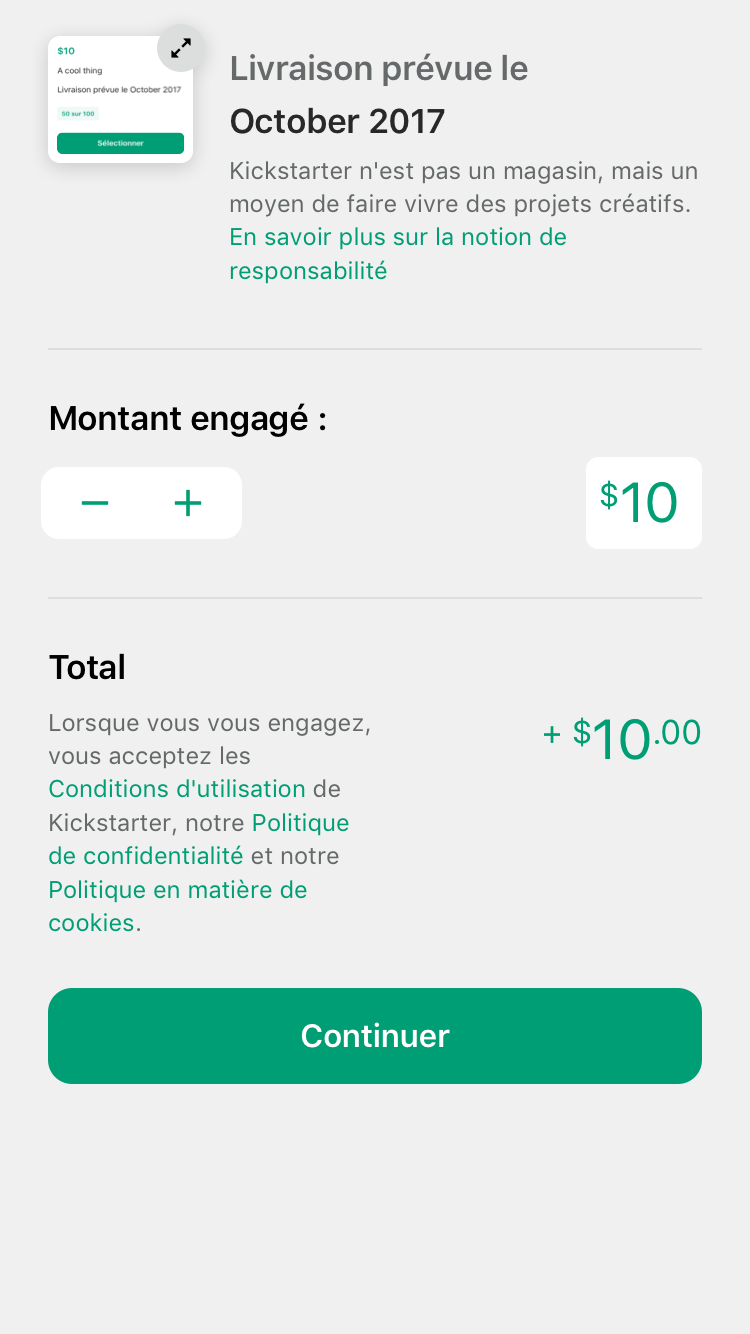 $10
A cool thing
Livraison prévue le October 2017
50 sur 100
Sélectionner
Livraison prévue le
October 2017
Kickstarter n'est pas un magasin, mais un
moyen de faire vivre des projets créatifs.
En savoir plus sur la notion de
responsabilité
Montant engagé :
− +
$10
Total
Lorsque vous vous engagez,
vous acceptez les
Conditions d'utilisation de
Kickstarter, notre Politique
de confidentialité et notre
Politique en matière de
cookies.
+ $10.00
Continuer